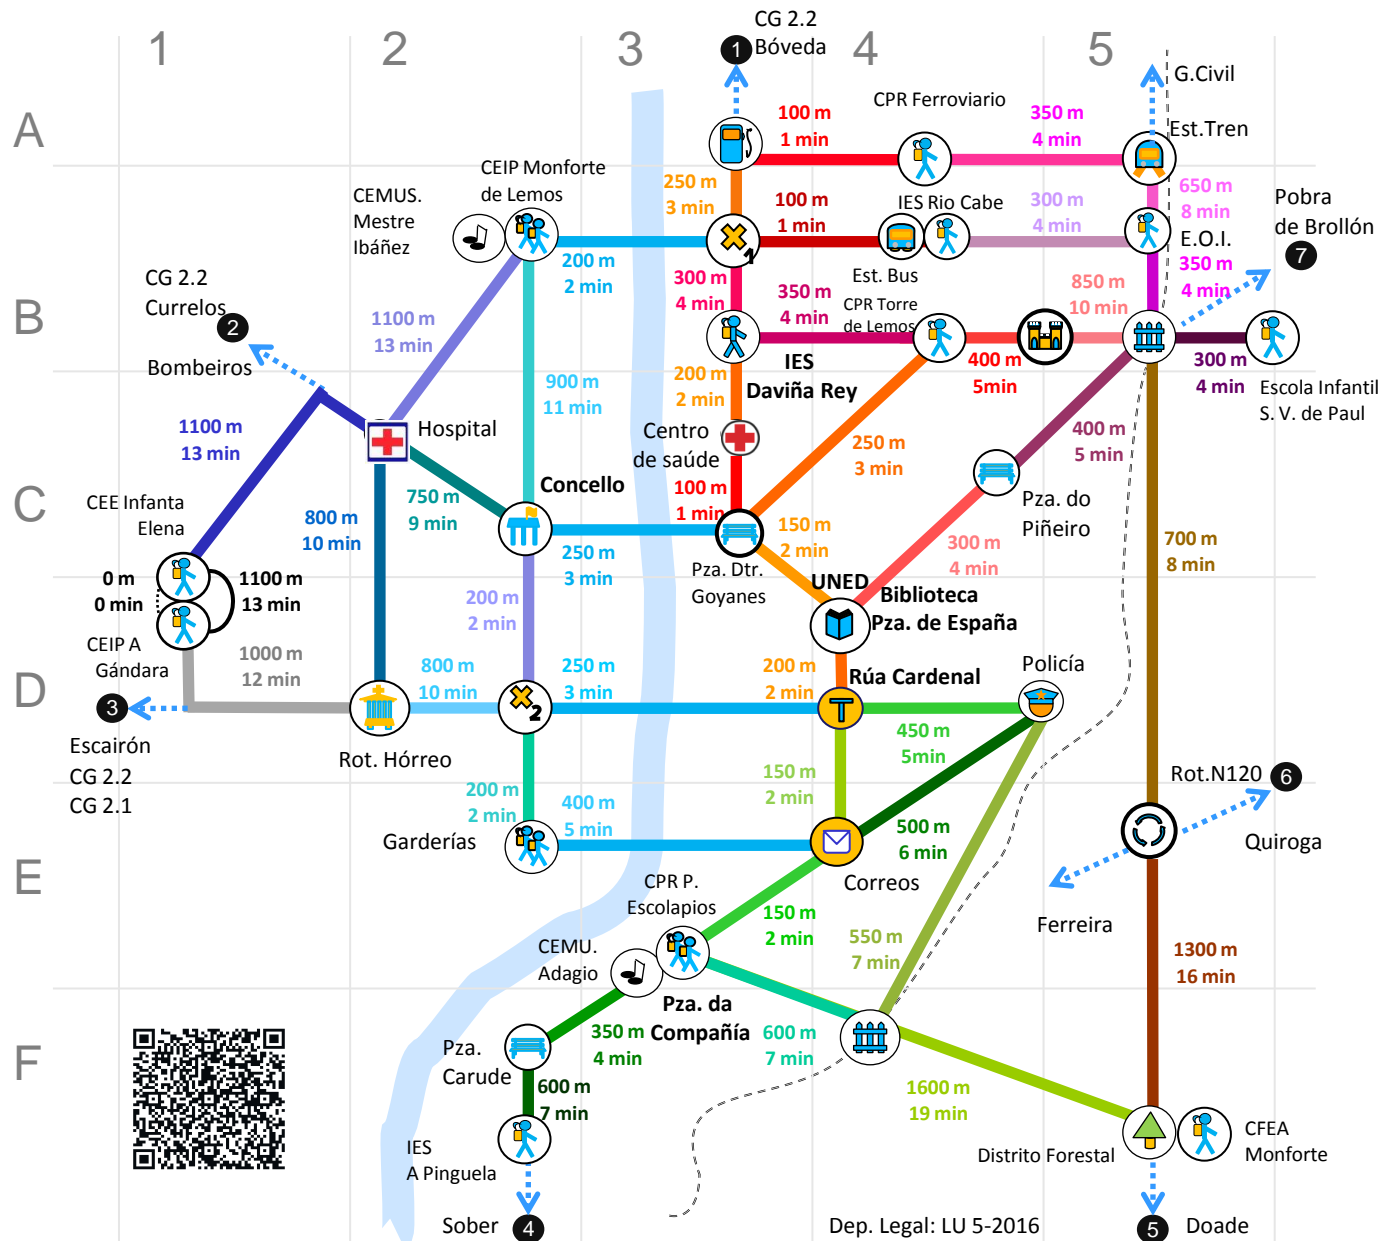 1
2
3
4
5
A
B
C
D
E
F
CG 2.2
1 Bóveda
G.Civil
CPR Ferroviario
100 m
1 min
350 m
4 min
Est.Tren
CEIP Monforte
de Lemos
CEMUS.
Mestre
Ibáñez
250 m
3 min
100 m
1 min
IES Rio Cabe
300 m
4 min
650 m
8 min
E.O.I.
350 m
4 min
Pobra
de Brollón
7
1
200 m
2 min
Est. Bus
CG 2.2
Currelos
2
Bombeiros
1100 m
13 min
300 m
4 min
350 m
4 min
CPR Torre
de Lemos
850 m
10 min
IES
Daviña Rey
400 m
5min
300 m
4 min
Escola Infantil
S. V. de Paul
900 m
11 min
200 m
2 min
1100 m
13 min
Hospital
Centro
de saúde
250 m
3 min
400 m
5 min
CEE Infanta
Elena
750 m
9 min
Concello
100 m
1 min
Pza. do
Piñeiro
800 m
10 min
250 m
3 min
150 m
2 min
300 m
4 min
700 m
8 min
Pza. Dtr.
Goyanes
0 m
0 min
1100 m
13 min
200 m
2 min
UNED
Biblioteca
Pza. de España
CEIP A
Gándara
1000 m
12 min
800 m
10 min
250 m
3 min
200 m
2 min
Rúa Cardenal
Policía
3
2
T
Escairón
CG 2.2
CG 2.1
Rot. Hórreo
450 m
5min
200 m
2 min
400 m
5 min
150 m
2 min
Rot.N120
6
Quiroga
Garderías
500 m
6 min
Correos
CPR P.
Escolapios
150 m
2 min
Ferreira
CEMU.
Adagio
550 m
7 min
1300 m
16 min
Pza. da
Compañía
350 m
4 min
600 m
7 min
Pza.
Carude
600 m
7 min
1600 m
19 min
IES
A Pinguela
Distrito Forestal
CFEA
Monforte
Sober
4
Dep. Legal: LU 5-2016
5
Doade